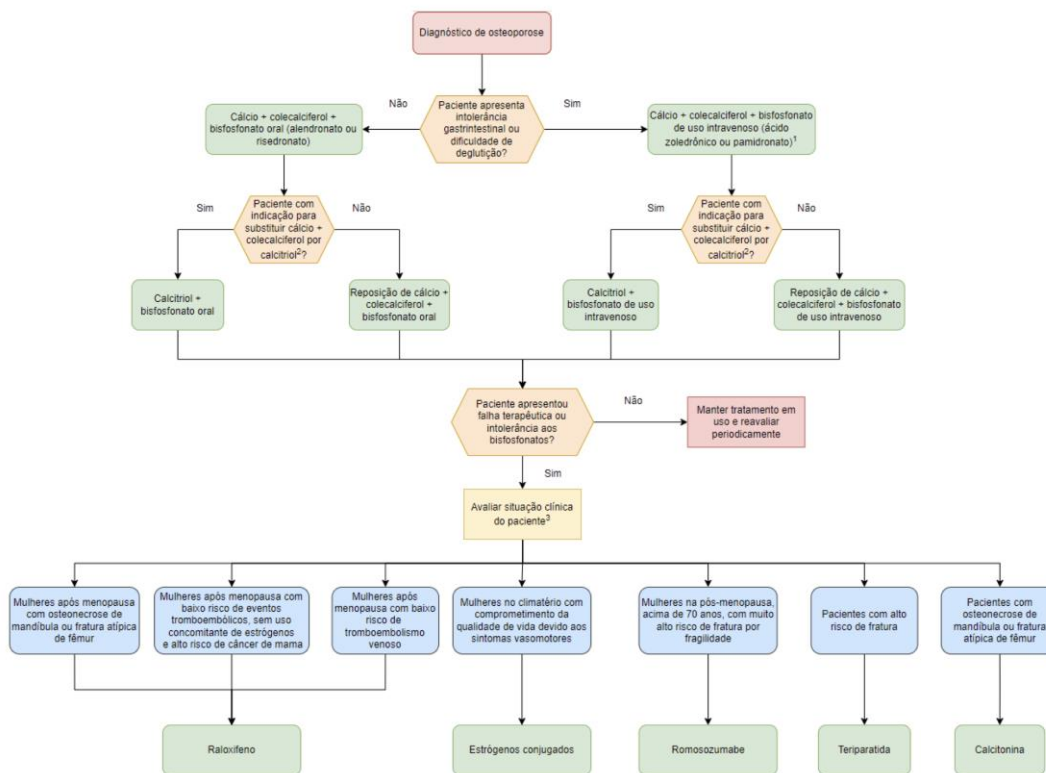 Diagnóstico de osteoporose
Não
Sim
Paciente apresenta
intolerância
gastrintestinal ou
dificuldade de
deglutição?
Cálcio + colecalciferol +
bisfosfonato oral (alendronato ou
risedronato)
Cálcio + colecalciferol + bisfosfonato
de uso intravenoso (ácido
zoledrônico ou pamidronato)¹
Sim
Paciente com
indicação para
substituir cálcio +
colecalciferol por
calcitriol²?
Não
Sim
Paciente com
indicação para
substituir cálcio +
colecalciferol por
calcitriol²?
Não
Calcitriol +
bisfosfonato oral
Reposição de cálcio +
colecalciferol +
bisfosfonato oral
Calcitriol +
bisfosfonato de uso
intravenoso
Reposição de cálcio +
colecalciferol + bisfosfonato
de uso intravenoso
Paciente apresentou
falha terapêutica ou
intolerância aos
bisfosfonatos?
Não
Manter tratamento em
uso e reavaliar
periodicamente
Sim
Avaliar situação clínica
do paciente³
Mulheres após menopausa
com osteonecrose de
mandíbula ou fratura atípica
de fêmur
Mulheres após menopausa com
baixo risco de eventos
tromboembólicos, sem uso
concomitante de estrógenos
e alto risco de câncer de mama
Mulheres após
menopausa com baixo
risco de
tromboembolismo
venoso
Mulheres no climatério com
comprometimento da
qualidade de vida devido aos
sintomas vasomotores
Mulheres na pós-menopausa,
acima de 70 anos, com muito
alto risco de fratura por
fragilidade
Pacientes com alto
risco de fratura
Pacientes com
osteonecrose de
mandíbula ou fratura
atípica de fêmur
Raloxifeno
Estrógenos conjugados
Romosozumabe
Teriparatida
Calcitonina